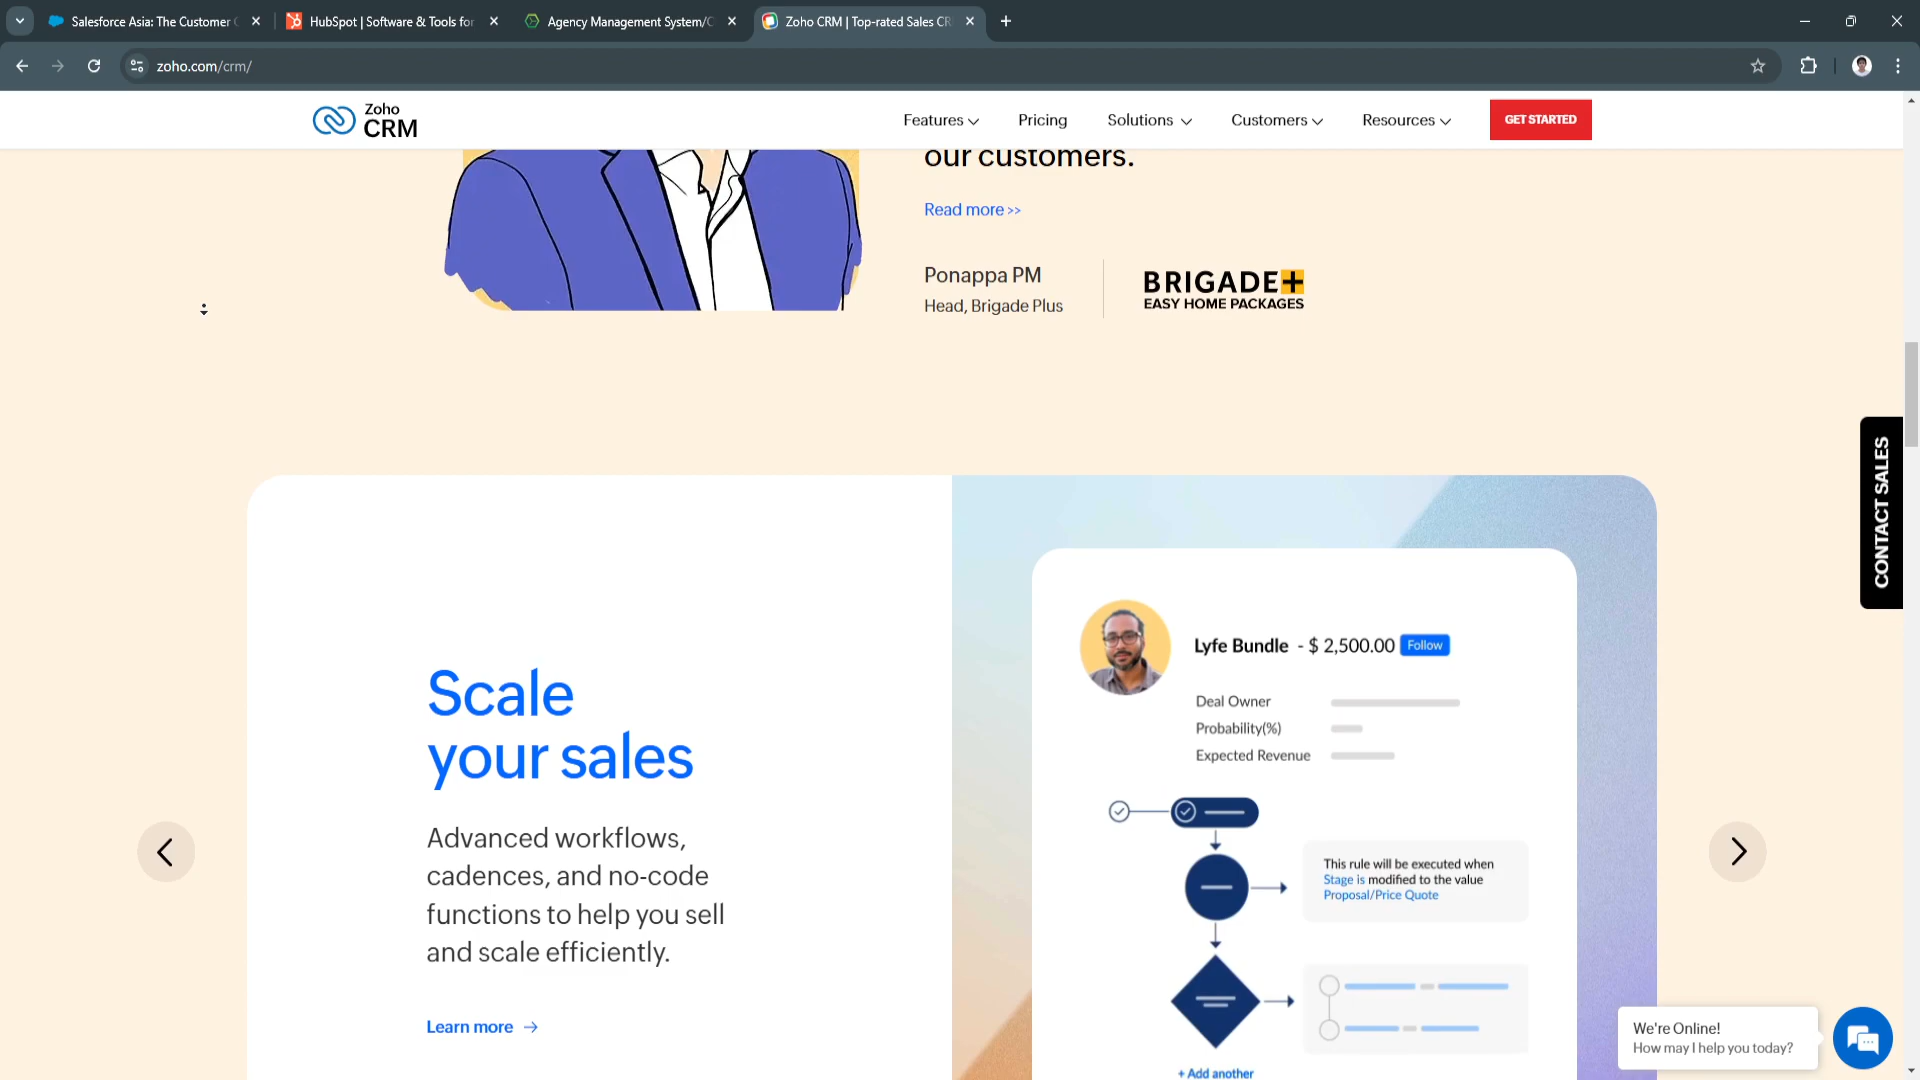 Salesforce Asia: The Customer C
HubSpot | Software & Tools for
Agency Management System/C
Zoho CRM | Top-rated Sales CR
zoho.com/crm/
Zoho
CRM
Features
Pricing
Solutions
Customers
Resources
GET STARTED
our customers.
Read more >>
Ponappa PM
Head, Brigade Plus
BRIGADE+
EASY HOME PACKAGES
CONTACT SALES
Scale
your sales
Advanced workflows,
cadences, and no-code
functions to help you sell
and scale efficiently.
Learn more →
Lyfe Bundle - $ 2,500.00 Follow
Deal Owner
Probability(%)
Expected Revenue
This rule will be executed when
Stage is modified to the value
Proposal/Price Quote
+ Add another
We're Online!
How may I help you today?